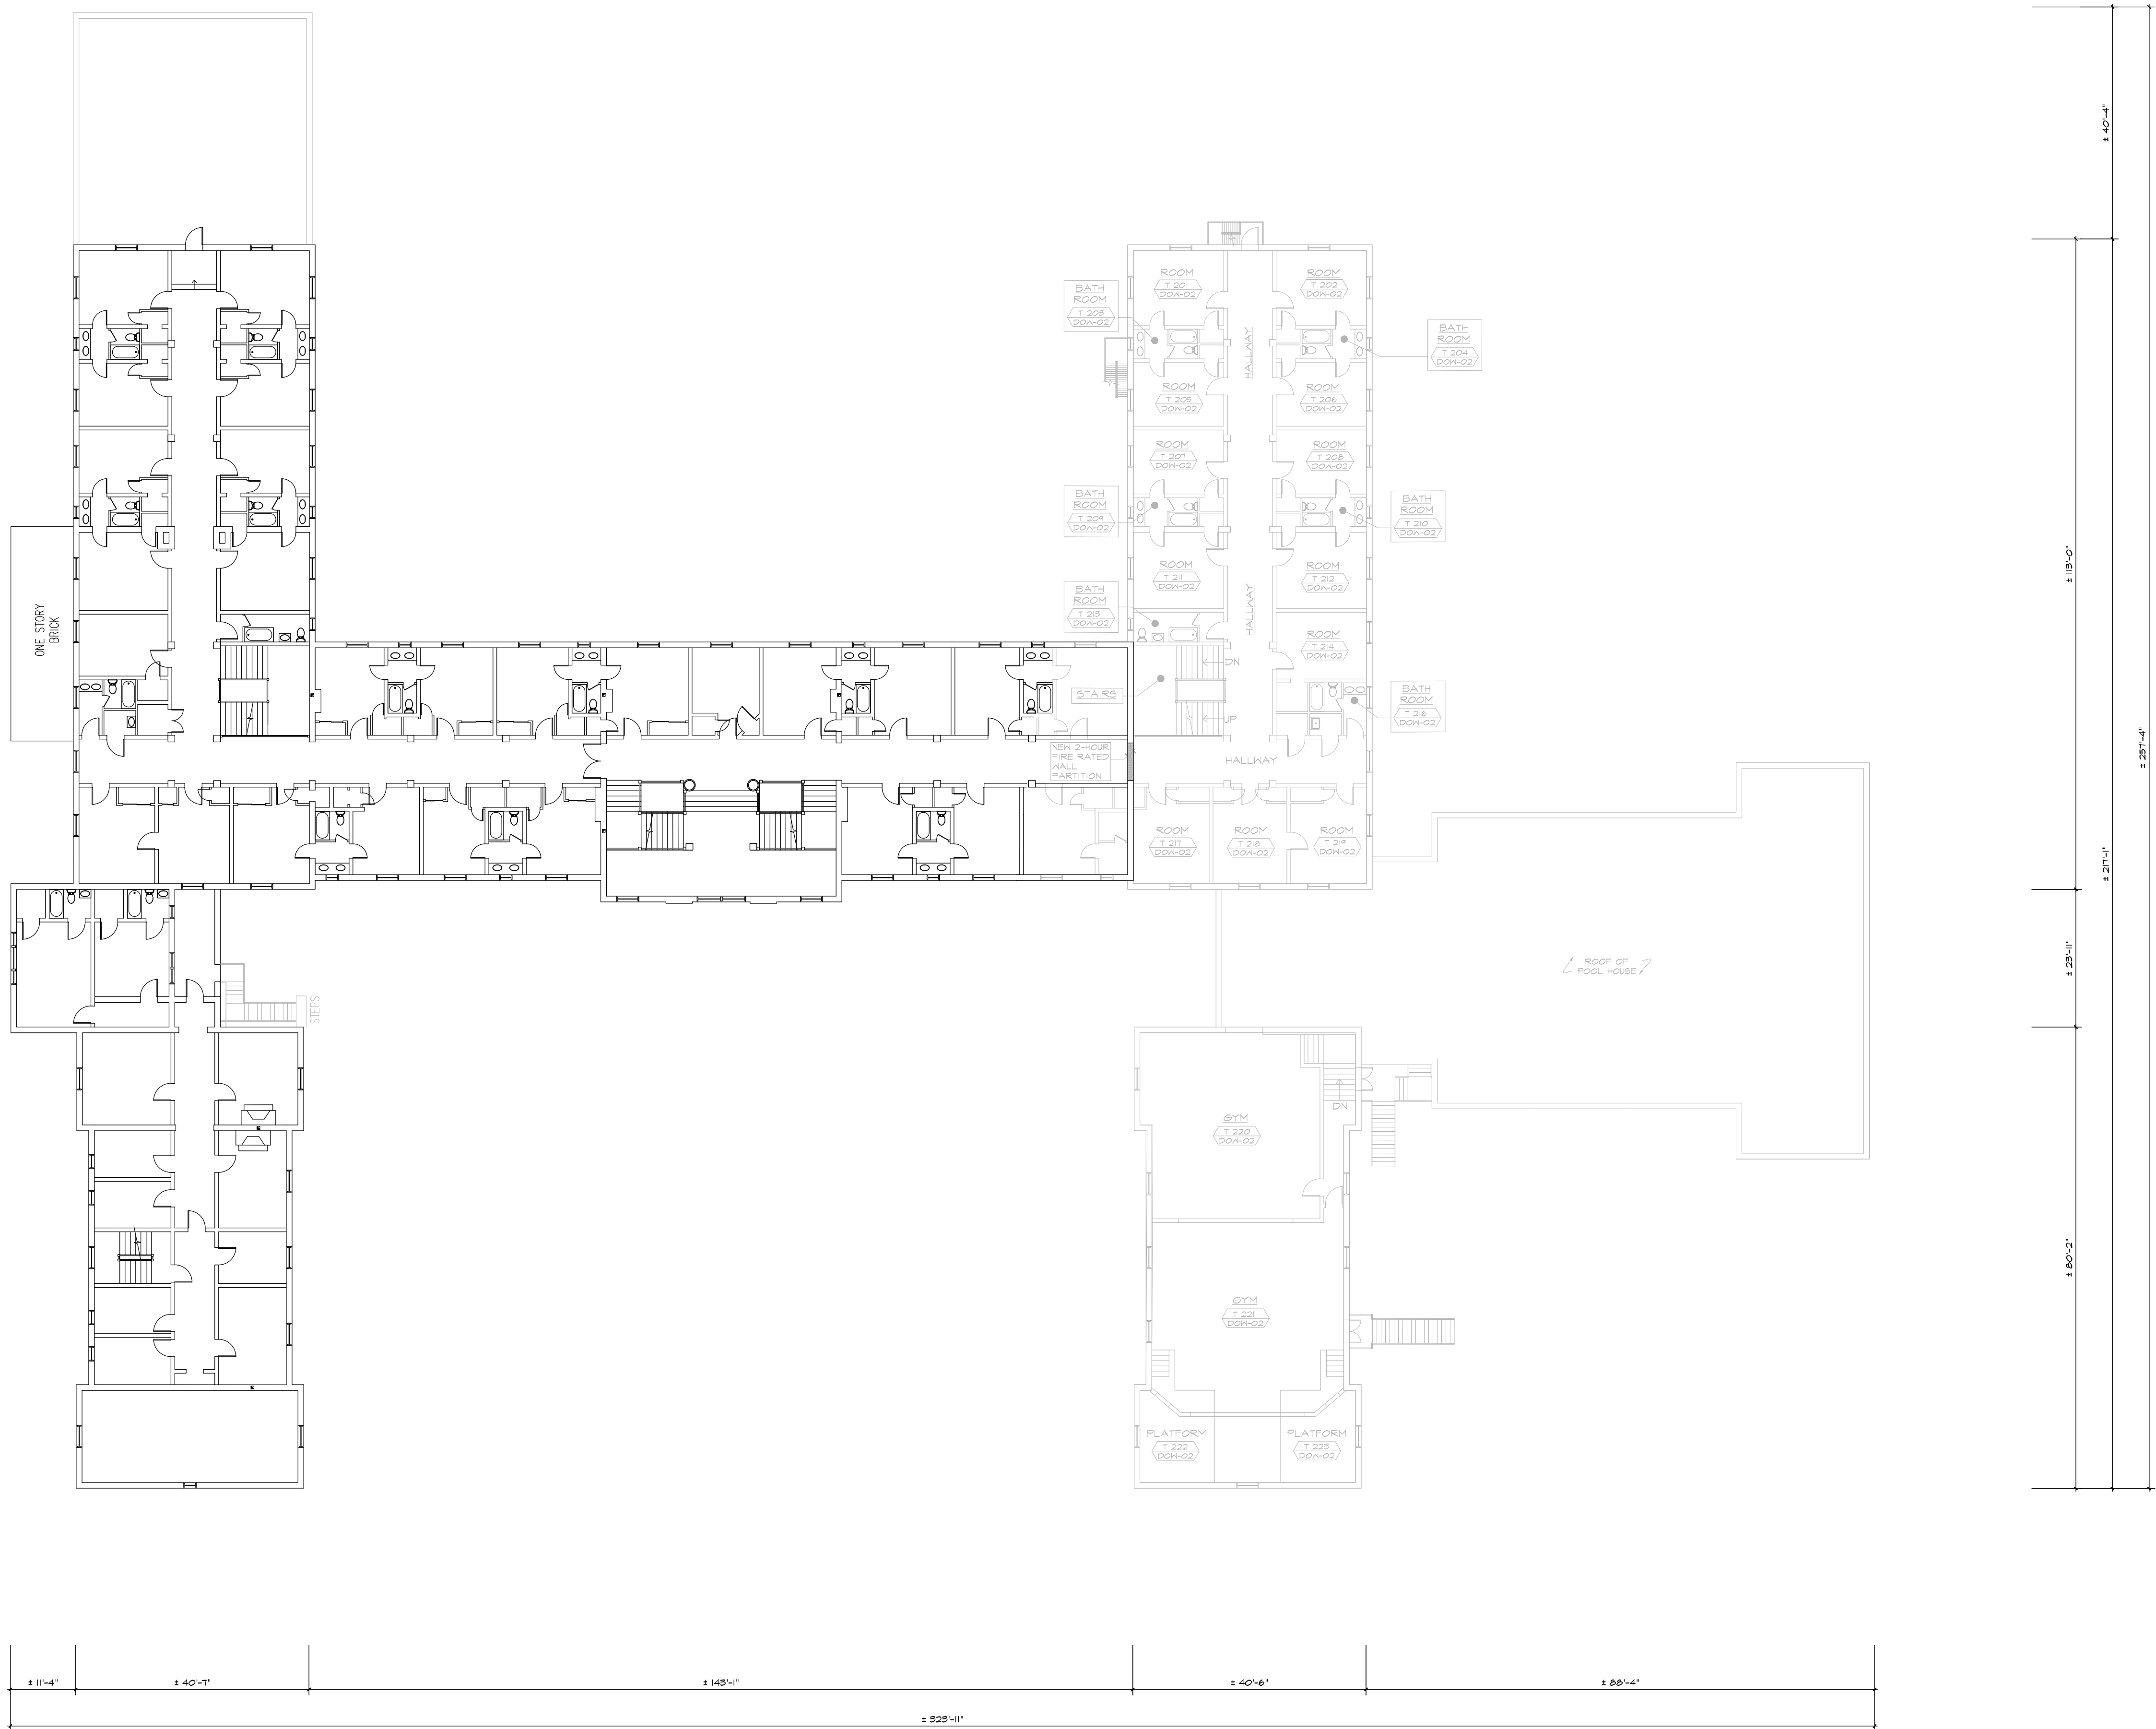 ± 40'-4"
± 257'-4"
± 113'-0"
± 217'-1"
± 23'-11"
± 80'-2"
ROOM
T 201
DOW-02
ROOM
T 202
DOW-02
BATH
ROOM
T 203
DOW-02
BATH
ROOM
T 204
DOW-02
HALLWAY
ROOM
T 205
DOW-02
ROOM
T 206
DOW-02
ROOM
T 207
DOW-02
ROOM
T 208
DOW-02
BATH
ROOM
T 209
DOW-02
BATH
ROOM
T 210
DOW-02
ROOM
T 211
DOW-02
ROOM
T 212
DOW-02
HALLWAY
BATH
ROOM
T 213
DOW-02
ROOM
T 214
DOW-02
ONE STORY
BRICK
DN
STAIRS
UP
BATH
ROOM
T 216
DOW-02
NEW 2-HOUR
FIRE RATED
WALL
PARTITION
HALLWAY
ROOM
T 217
DOW-02
ROOM
T 218
DOW-02
ROOM
T 219
DOW-02
STEPS
ROOF OF
POOL HOUSE
DN
GYM
T 220
DOW-02
GYM
T 221
DOW-02
PLATFORM
T 222
DOW-02
PLATFORM
T 223
DOW-02
± 11'-4"
± 40'-7"
± 143'-1"
± 40'-6"
± 88'-4"
± 323'-11"